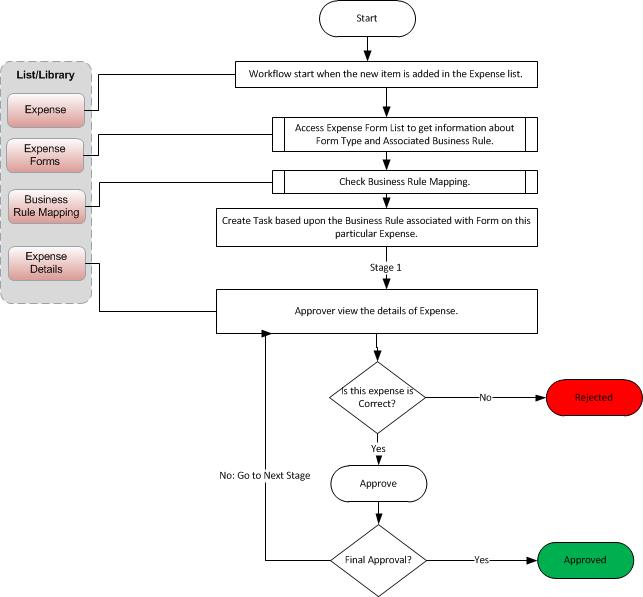 Start
List/Library
Workflow start when the new item is added in the Expense list.
Expense
Access Expense Form List to get information about
Form Type and Associated Business Rule.
Expense
Forms
Check Business Rule Mapping.
Business
Rule Mapping
Create Task based upon the Business Rule associated with Form on this
particular Expense.
Expense
Details
Stage 1
Approver view the details of Expense.
Is this expense is
Correct?
No
Rejected
Yes
No: Go to Next Stage
Approve
Final Approval?
Yes
Approved